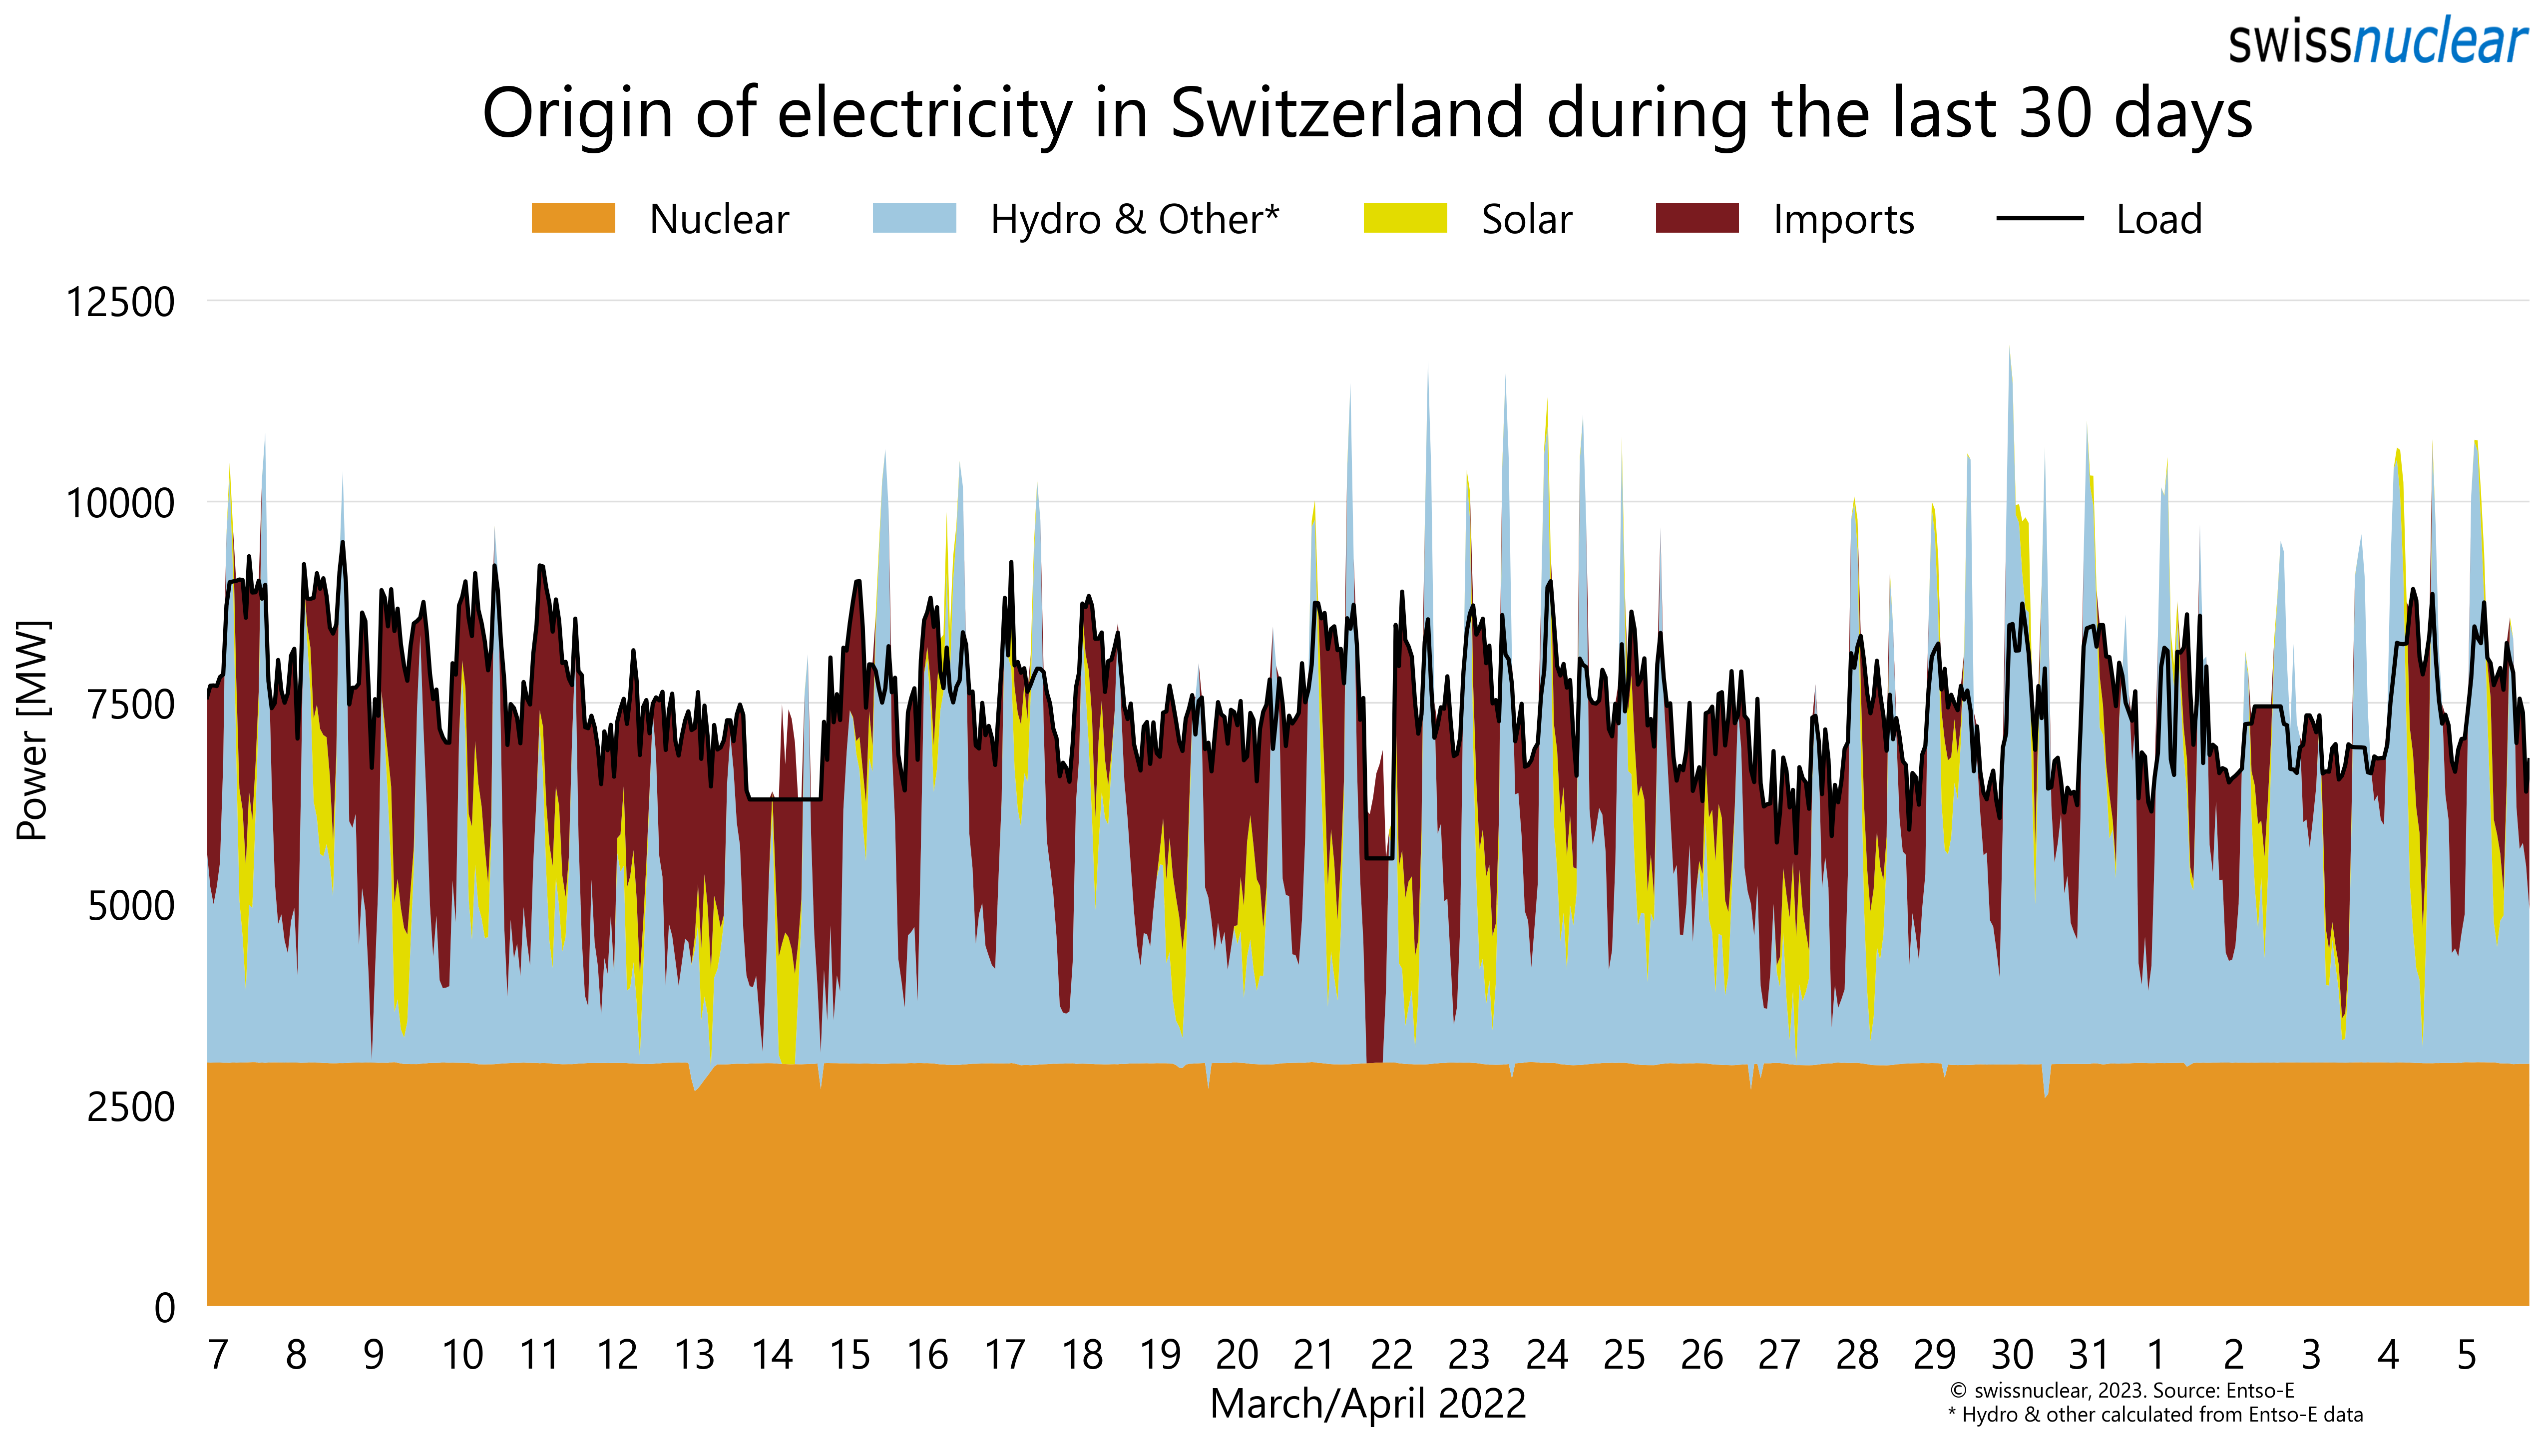 swissnuclear
Origin of electricity in Switzerland during the last 30 days
Nuclear Hydro & Other* Solar Imports Load
12500
10000
7500
5000
2500
0
Power [MW]
7 8 9 10 11 12 13 14 15 16 17 18 19 20 21 22 23 24 25 26 27 28 29 30 31 1 2 3 4 5
March/April 2022
© swissnuclear, 2023. Source: Entso-E
* Hydro & other calculated from Entso-E data